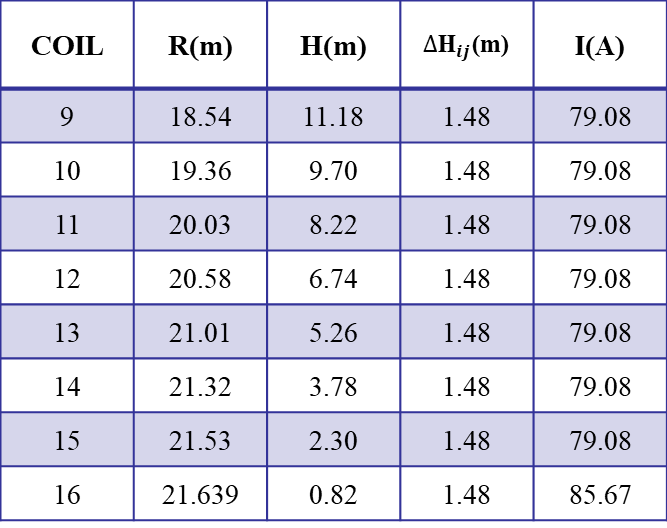 COIL R(m) H(m) ΔH𝑖𝑗(m) I(A)
9 18.54 11.18 1.48 79.08
10 19.36 9.70 1.48 79.08
11 20.03 8.22 1.48 79.08
12 20.58 6.74 1.48 79.08
13 21.01 5.26 1.48 79.08
14 21.32 3.78 1.48 79.08
15 21.53 2.30 1.48 79.08
16 21.639 0.82 1.48 85.67